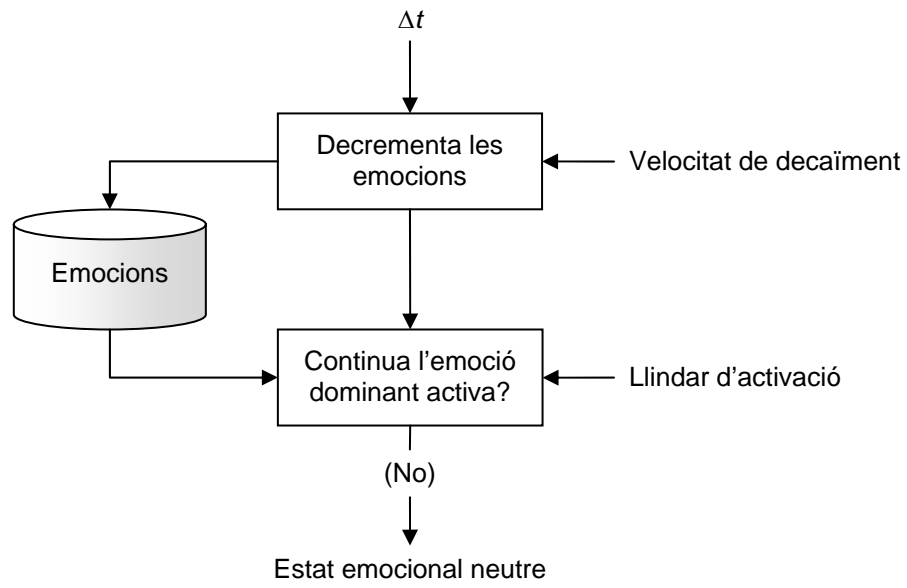 Δt
Decrementa les
emocions
Velocitat de decaïment
Emocions
Continua l’emoció
dominant activa?
Llindar d’activació
(No)
Estat emocional neutre